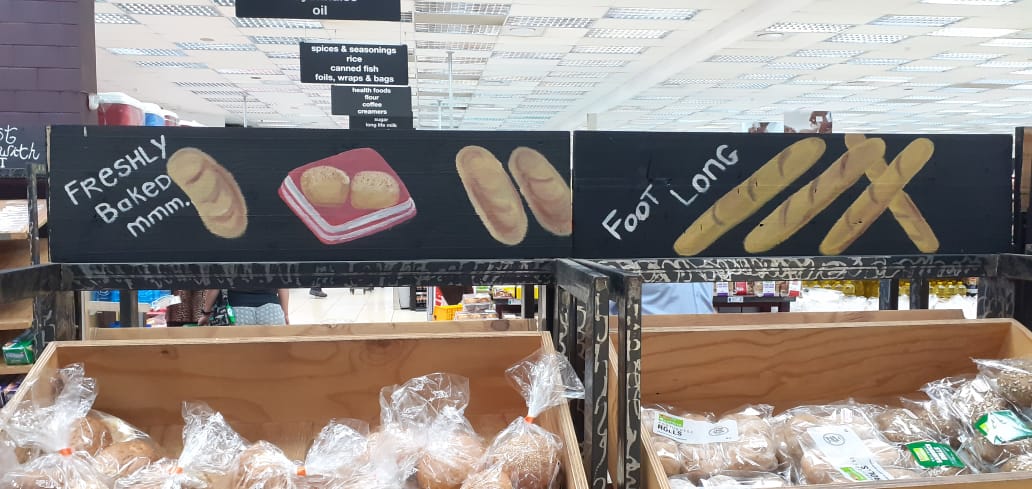 oil
spices & seasonings
rice
canned fish
foils, wraps & bags
health foods
flour
coffee
creamers
sugar
long life milk
FRESHLY
BAKED
mmm.
FOOT LONG
ROLLS